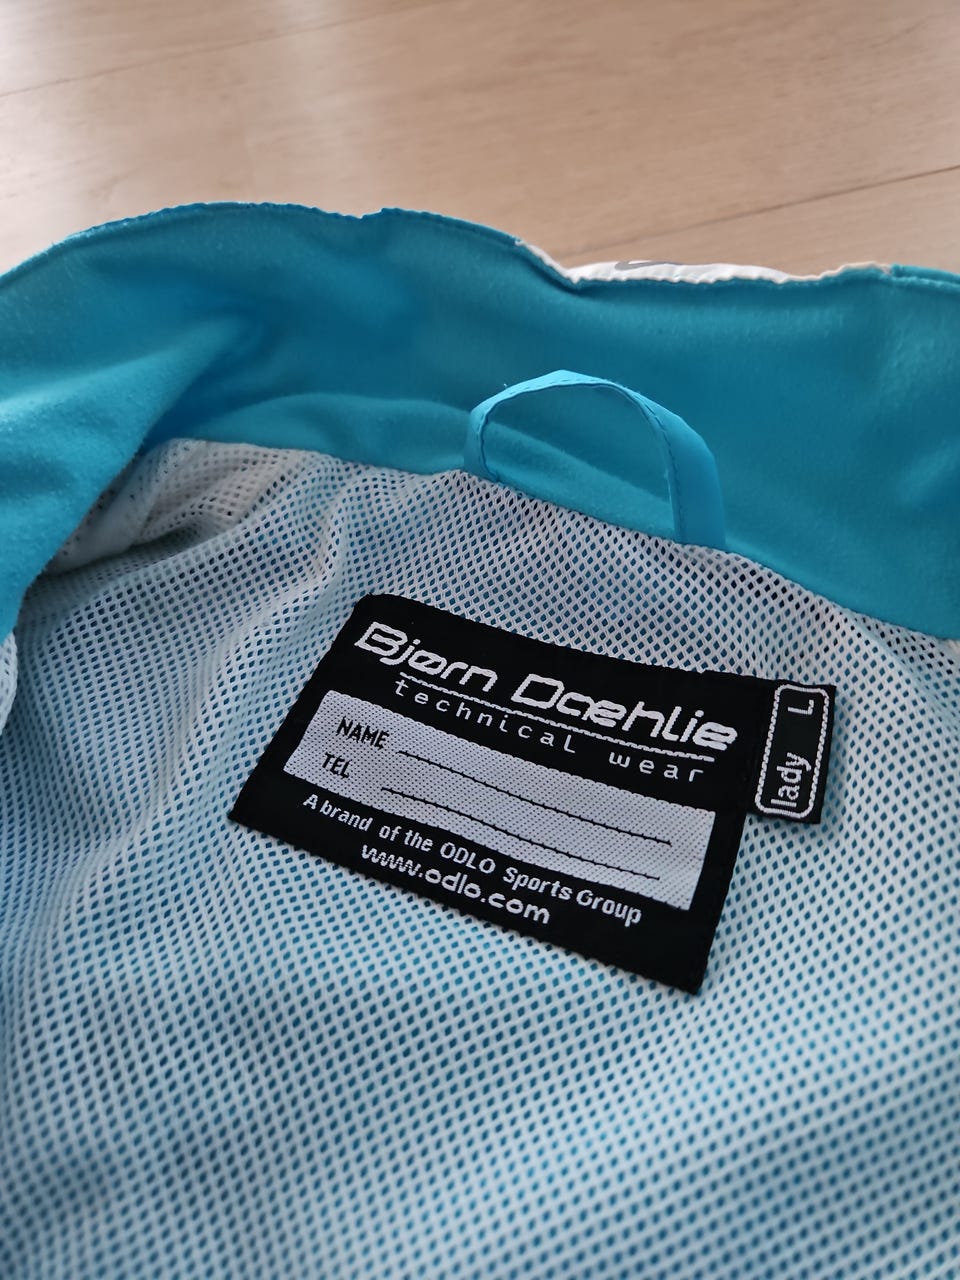 Bjørn Dæhlie
technical wear
NAME
TEL
A brand of the ODLO Sports Group
www.odlo.com
lady L